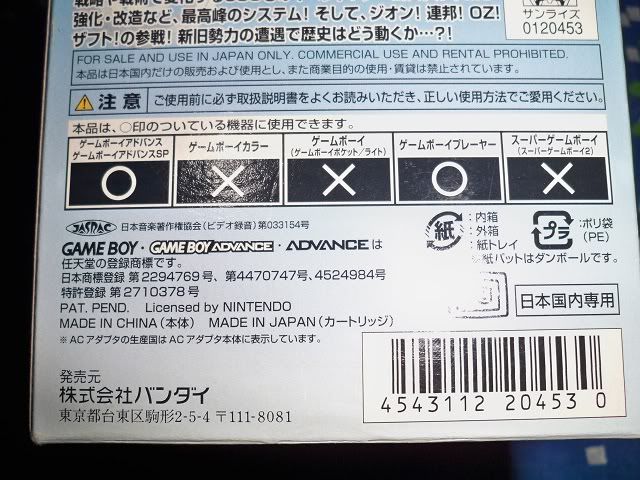 強化・改造など、最高峰のシステム! そして、ジオン! 連邦! OZ!
ザフト!の参戦! 新旧勢力の遭遇で歴史はどう動くか…?!
サンライズ
0120453
FOR SALE AND USE IN JAPAN ONLY. COMMERCIAL USE AND RENTAL PROHIBITED.
本品は日本国内だけの販売および使用とし、また商業目的の使用・賃貸は禁止されています。
注意 ご使用前に必ず取扱説明書をよくお読みいただき、正しい使用方法でご愛用ください。
本品は、○印のついている機器に使用できます。
ゲームボーイアドバンス
ゲームボーイアドバンスSP
○
ゲームボーイカラー
×
ゲームボーイ
(ゲームボーイポケット/ライト)
×
ゲームボーイプレーヤー
○
スーパーゲームボーイ
(スーパーゲームボーイ2)
×
JASRAC 日本音楽著作権協会(ビデオ録音)第033154号
GAME BOY・GAME BOY ADVANCE・ADVANCE は
任天堂の登録商標です。
日本商標登録 第2294769号、第4470747号、4524984号
特許登録 第2710378号
PAT. PEND. Licensed by NINTENDO
MADE IN CHINA(本体) MADE IN JAPAN(カートリッジ)
※ ACアダプタの生産国はACアダプタ本体に表示しています。
紙
:内箱
:外箱
:紙トレイ
※紙パットはダンボールです。
プラ
:ポリ袋
(PE)
日本国内専用
発売元
株式会社バンダイ
東京都台東区駒形2-5-4 〒111-8081
4543112 204530